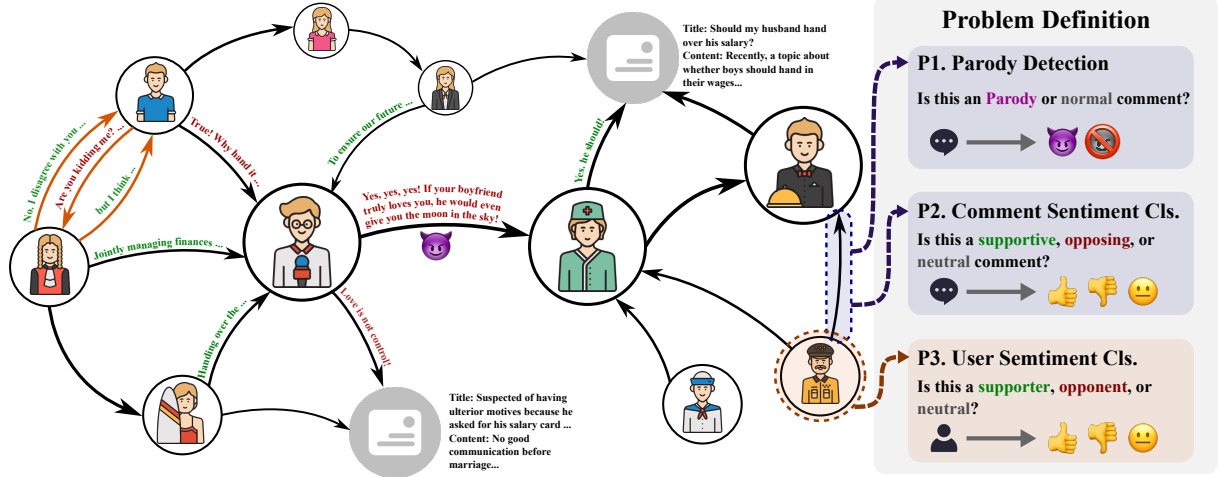 No. I disagree with you ...
Are you kidding me? ...
but I think ...
True! Why hand it ...
Jointly managing finances ...
Handing over the ...
To ensure our future ...
Yes, yes, yes! If your boyfriend
truly loves you, he would even
give you the moon in the sky!
Love is not control!
Yes. he should!
Title: Should my husband hand
over his salary?
Content: Recently, a topic about
whether boys should hand in
their wages...
Title: Suspected of having
ulterior motives because he
asked for his salary card ...
Content: No good
communication before
marriage...
Problem Definition
P1. Parody Detection
Is this an Parody or normal comment?
P2. Comment Sentiment Cls.
Is this a supportive, opposing, or
neutral comment?
P3. User Semtiment Cls.
Is this a supporter, opponent, or
neutral?